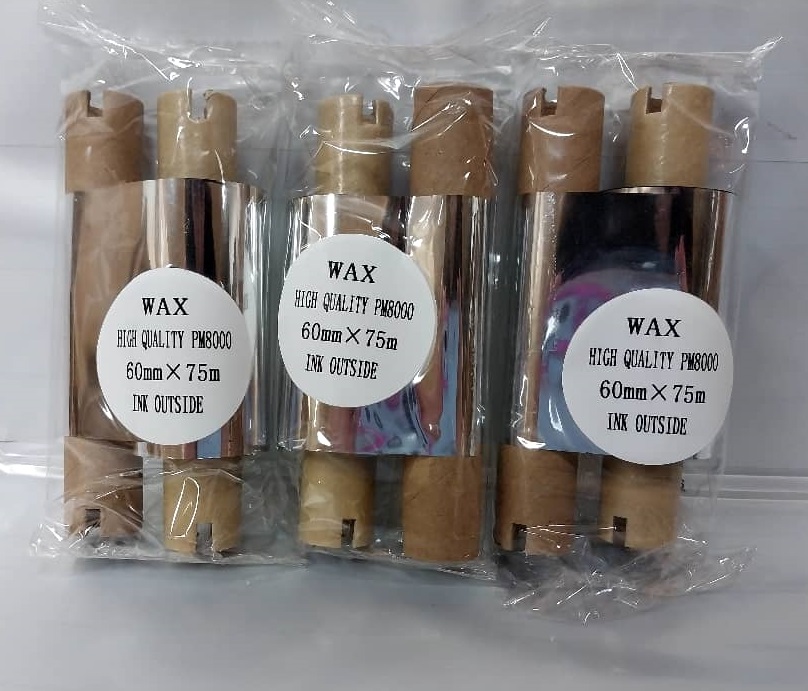 WAX
HIGH QUALITY PM8000
60mm×75m
INK OUTSIDE
WAX
HIGH QUALITY PM8000
60mm×75m
INK OUTSIDE
WAX
HIGH QUALITY PM8000
60mm×75m
INK OUTSIDE